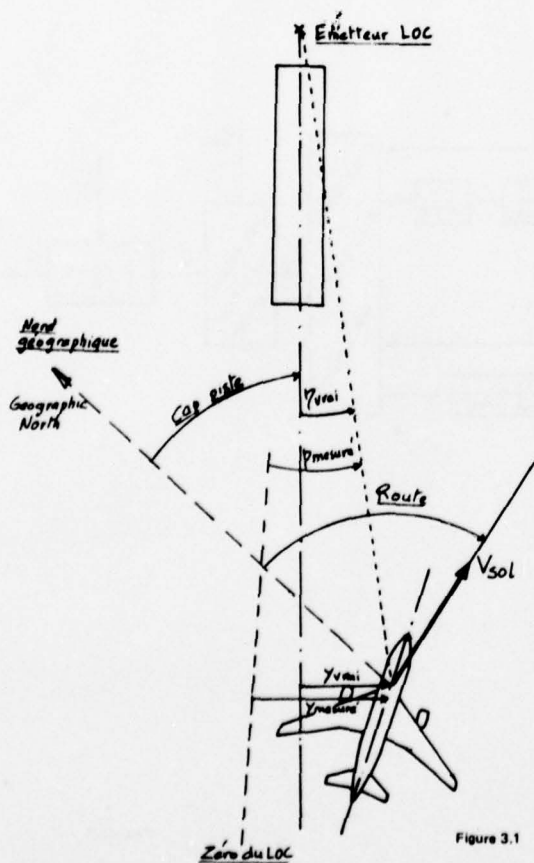 Emetteur LOC
Nord
géographique
Geographic
North
Cap piste
ηvrai
ηmesuré
Route
Vsol
Yvrai
Ymesuré
Zéro du LOC
Figure 3.1